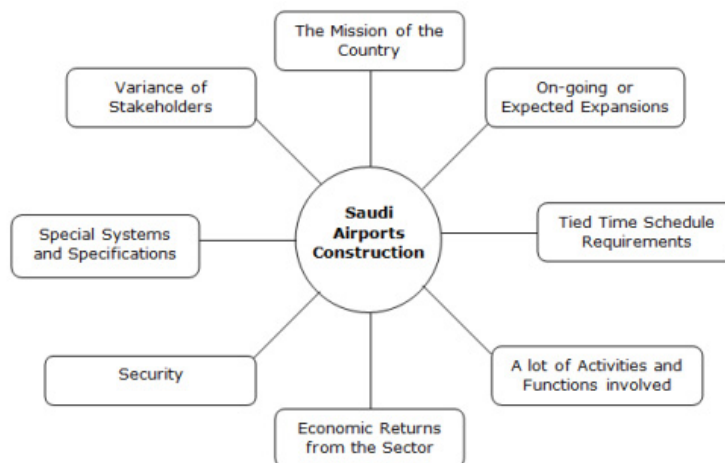 The Mission of the
Country
Variance of
Stakeholders
On-going or
Expected Expansions
Saudi
Airports
Construction
Special Systems
and Specifications
Tied Time Schedule
Requirements
Security
A lot of Activities and
Functions involved
Economic Returns
from the Sector